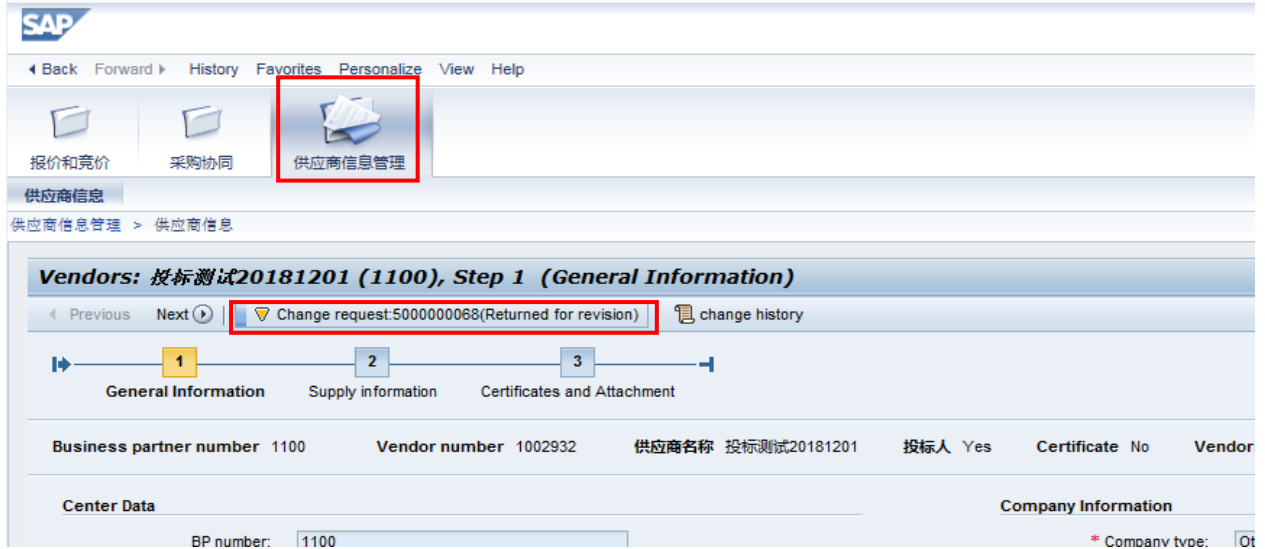 SAP
Back Forward History Favorites Personalize View Help
报价和竞价 采购协同 供应商信息管理
供应商信息
供应商信息管理 > 供应商信息
Vendors: 投标测试20181201 (1100), Step 1 (General Information)
Previous Next Change request:5000000068(Returned for revision) change history
1 2 3
General Information Supply information Certificates and Attachment
Business partner number 1100 Vendor number 1002932 供应商名称 投标测试20181201 投标人 Yes Certificate No Vendor
Center Data Company Information
BP number: 1100 * Company type: Ot